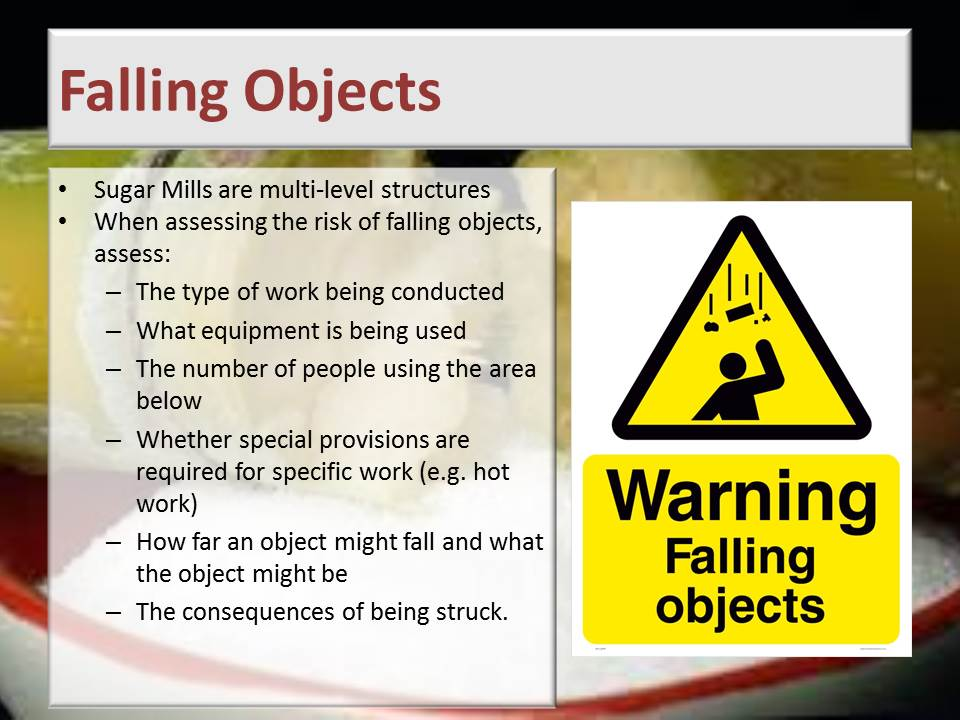 Falling Objects
• Sugar Mills are multi-level structures
• When assessing the risk of falling objects,
assess:
– The type of work being conducted
– What equipment is being used
– The number of people using the area
below
– Whether special provisions are
required for specific work (e.g. hot
work)
– How far an object might fall and what
the object might be
– The consequences of being struck.
Warning
Falling
objects